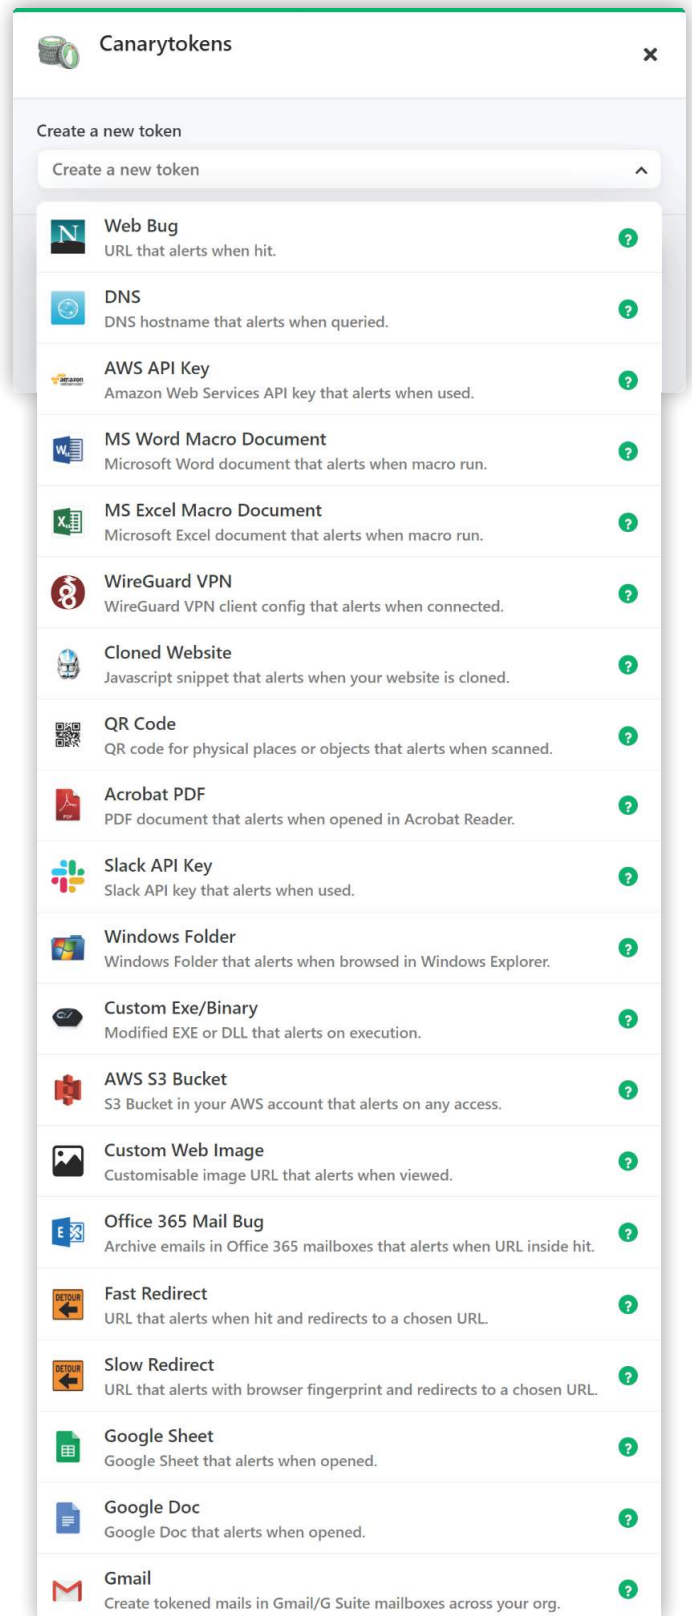 Canarytokens
Create a new token
Create a new token
Web Bug
URL that alerts when hit.
DNS
DNS hostname that alerts when queried.
AWS API Key
Amazon Web Services API key that alerts when used.
MS Word Macro Document
Microsoft Word document that alerts when macro run.
MS Excel Macro Document
Microsoft Excel document that alerts when macro run.
WireGuard VPN
WireGuard VPN client config that alerts when connected.
Cloned Website
Javascript snippet that alerts when your website is cloned.
QR Code
QR code for physical places or objects that alerts when scanned.
Acrobat PDF
PDF document that alerts when opened in Acrobat Reader.
Slack API Key
Slack API key that alerts when used.
Windows Folder
Windows Folder that alerts when browsed in Windows Explorer.
Custom Exe/Binary
Modified EXE or DLL that alerts on execution.
AWS S3 Bucket
S3 Bucket in your AWS account that alerts on any access.
Custom Web Image
Customisable image URL that alerts when viewed.
Office 365 Mail Bug
Archive emails in Office 365 mailboxes that alerts when URL inside hit.
DETOUR
Fast Redirect
URL that alerts when hit and redirects to a chosen URL.
DETOUR
Slow Redirect
URL that alerts with browser fingerprint and redirects to a chosen URL.
Google Sheet
Google Sheet that alerts when opened.
Google Doc
Google Doc that alerts when opened.
Gmail
Create tokened mails in Gmail/G Suite mailboxes across your org.